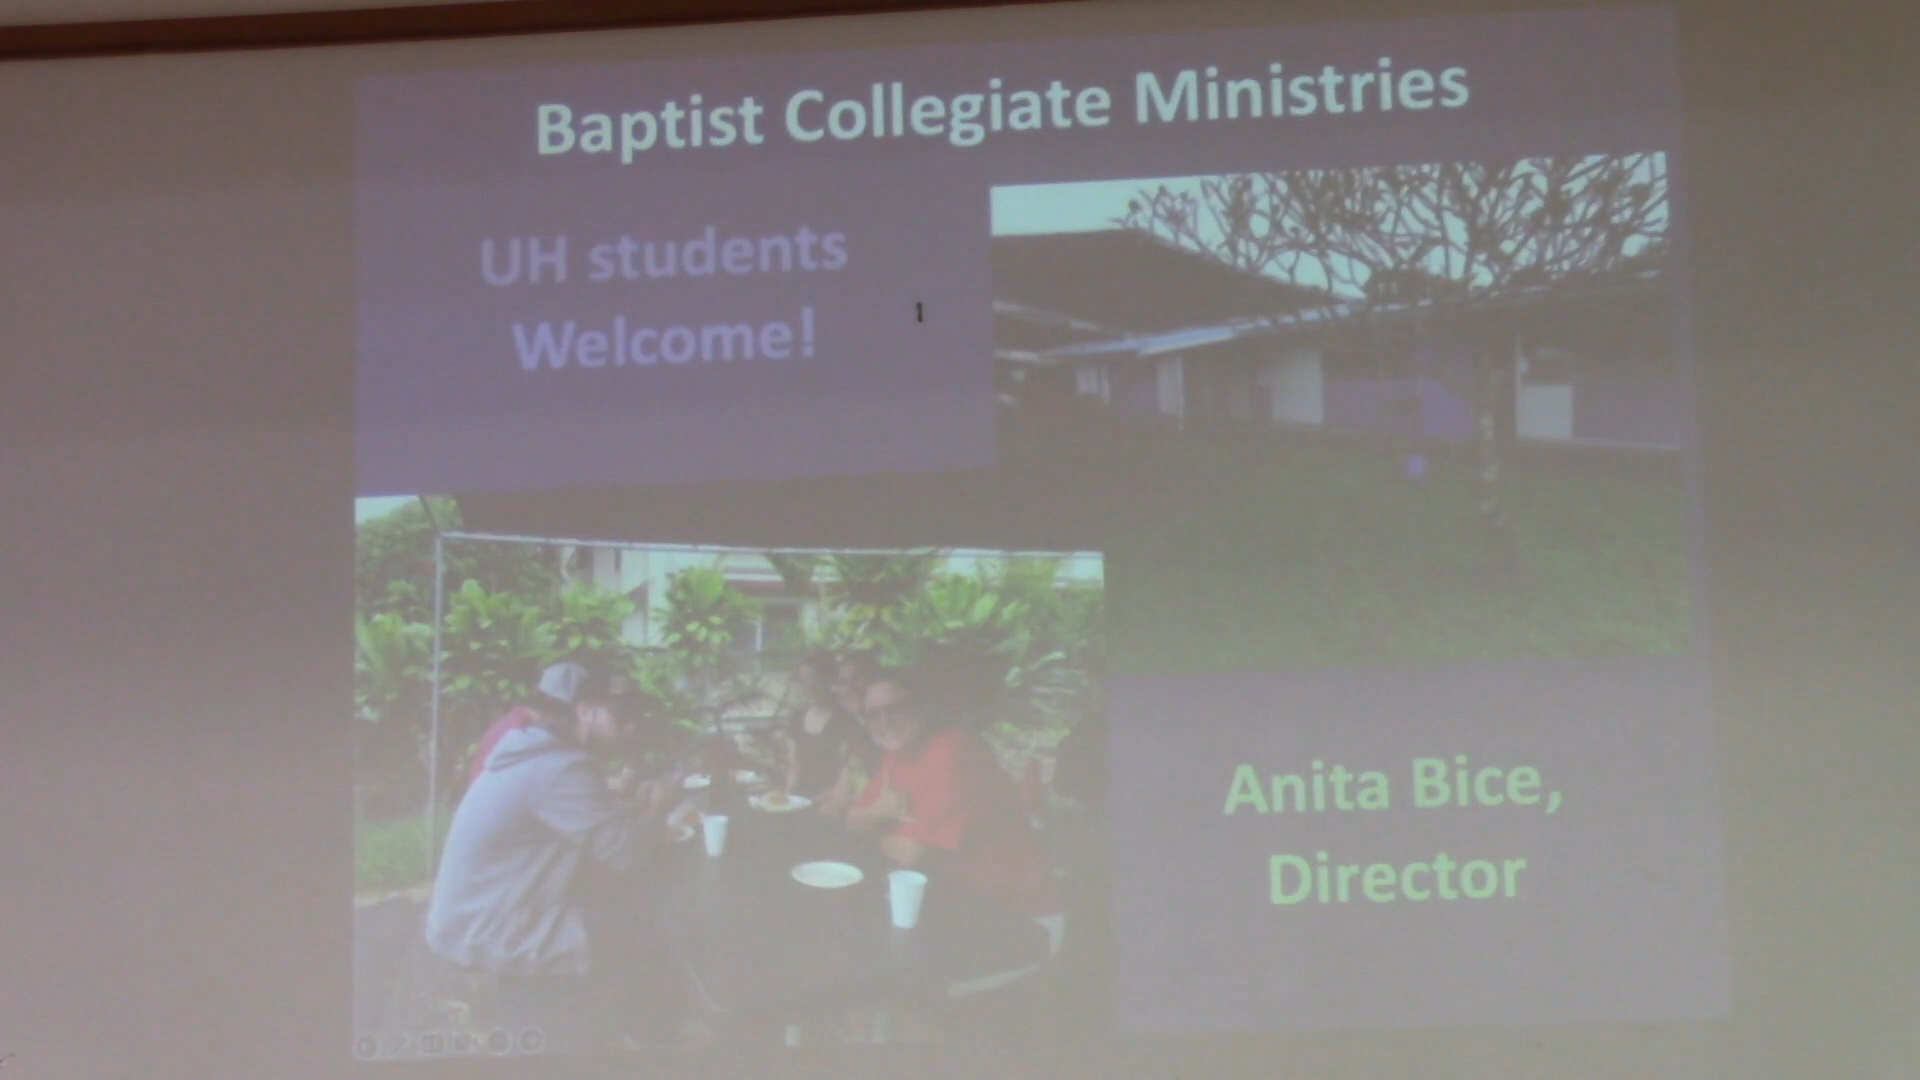 Baptist Collegiate Ministries
UH students
Welcome!
Anita Bice,
Director